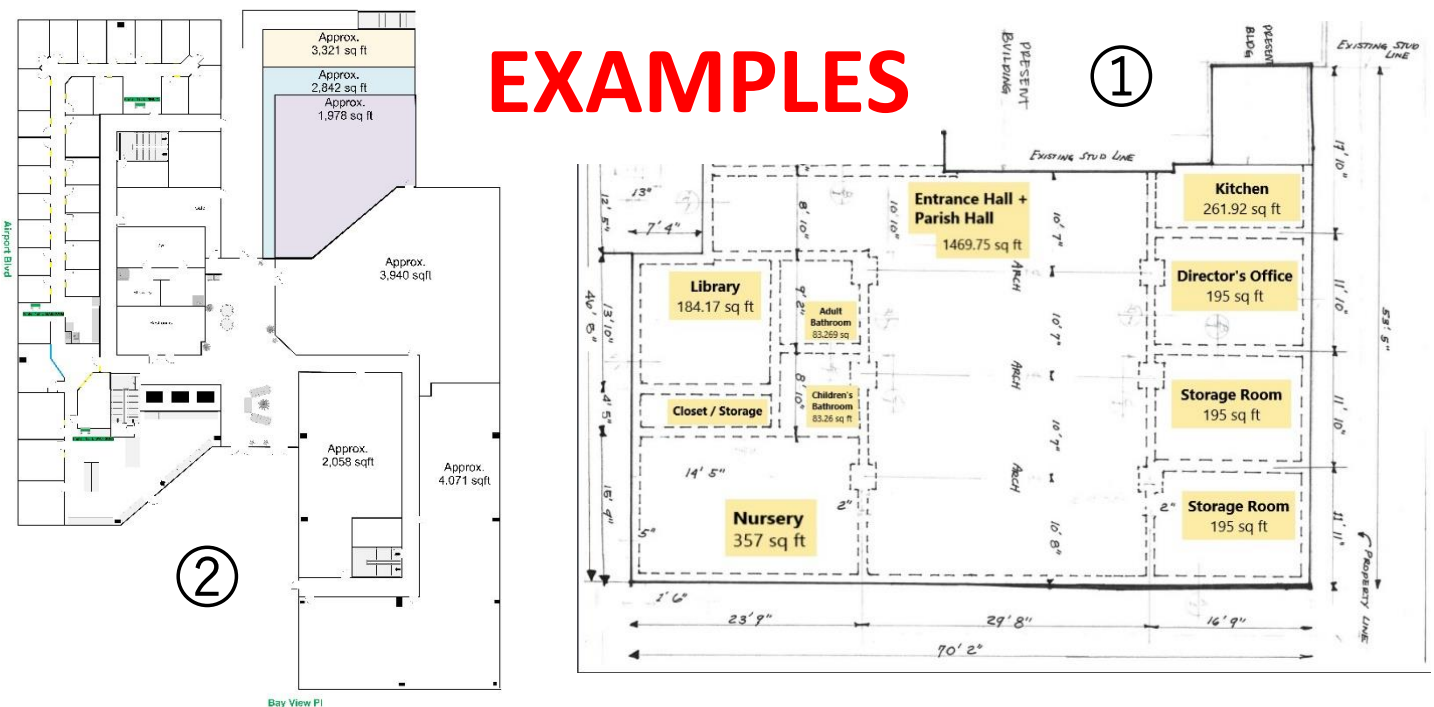 EXAMPLES
①
PRESENT
BUILDING
PRESENT
BLDG
EXISTING STUD
LINE
EXISTING STUD LINE
17' 10"
12' 5"
13"
7' 4"
8' 10"
10' 10"
Entrance Hall +
Parish Hall
1469.75 sq ft
10' 7"
Kitchen
261.92 sq ft
ARCH
Director's Office
195 sq ft
11' 10"
53' 5"
46' 8"
13' 10"
Library
184.17 sq ft
9' 2"
Adult
Bathroom
83.269 sq
10' 7"
ARCH
Storage Room
195 sq ft
11' 10"
4' 5"
Closet / Storage
8' 10"
Children's
Bathroom
83.26 sq ft
10' 7"
ARCH
14' 5"
15' 9"
5"
2"
Nursery
357 sq ft
10' 8"
2"
Storage Room
195 sq ft
11' 11"
PROPERTY LINE
1' 6"
23' 9"
29' 8"
16' 9"
70' 2"
②
Approx.
3,321 sq ft
Approx.
2,842 sq ft
Approx.
1,978 sq ft
Airport Blvd
Approx.
3,940 sqft
Approx.
2,058 sqft
Approx.
4.071 sqft
Bay View Pl